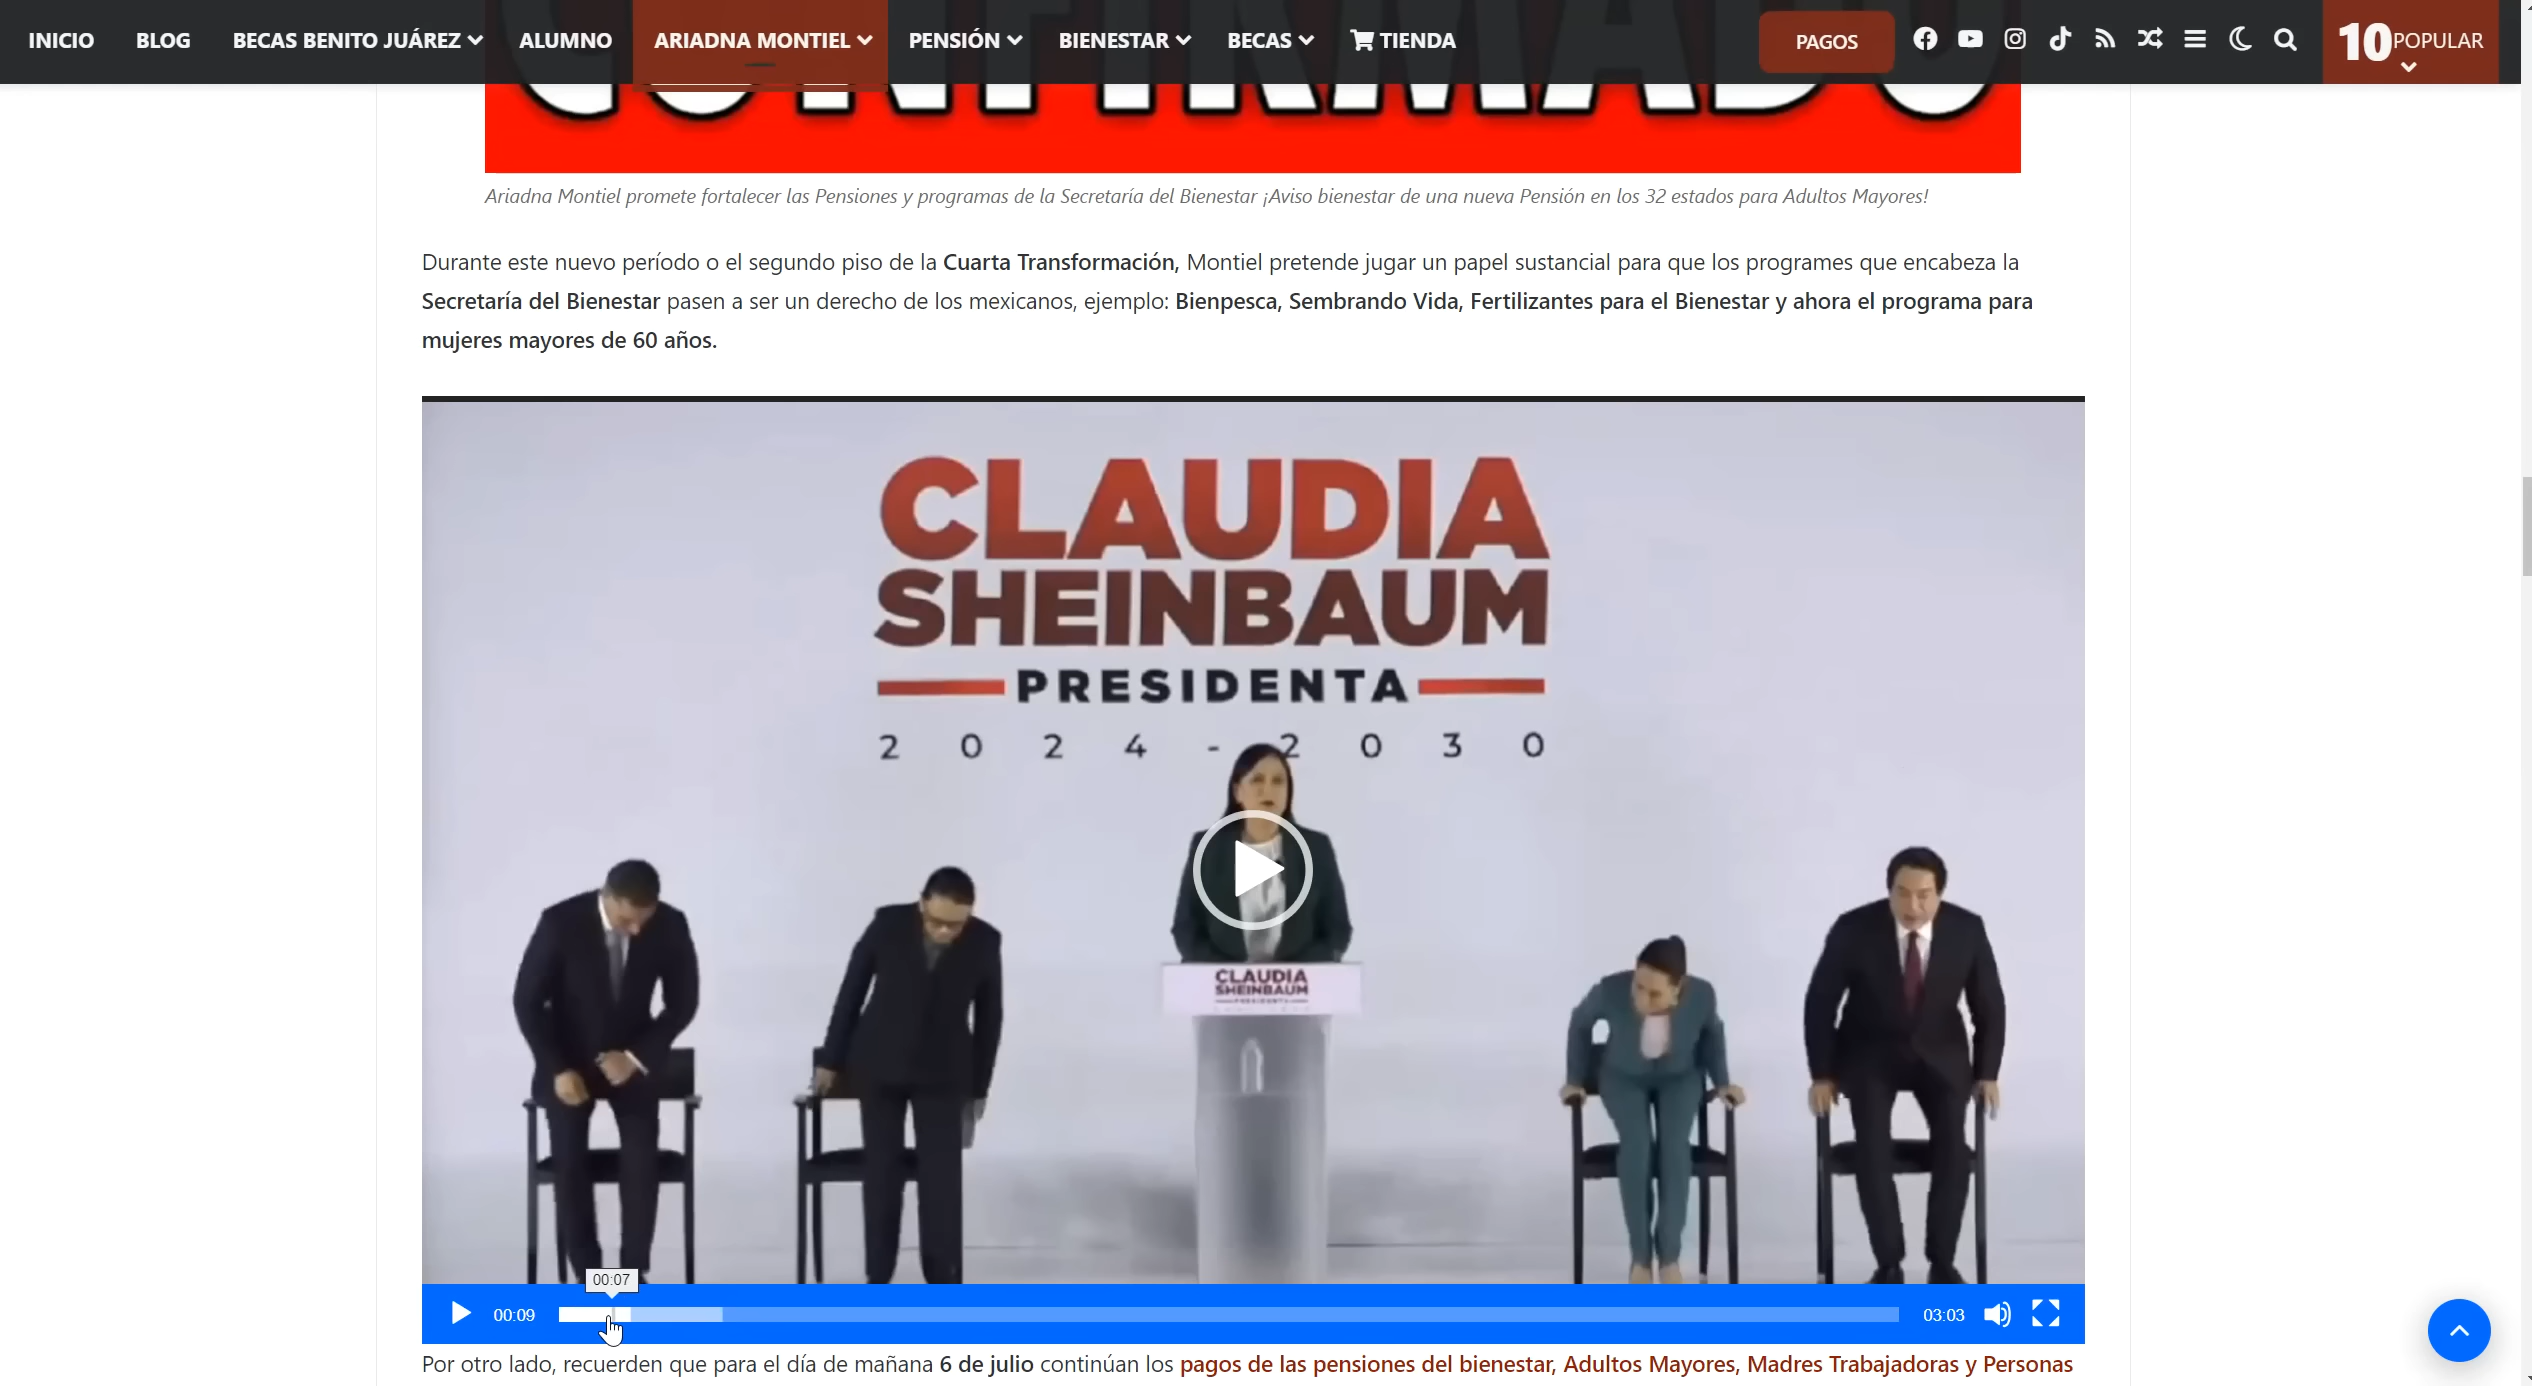 INICIO BLOG BECAS BENITO JUÁREZ ALUMNO ARIADNA MONTIEL PENSIÓN BIENESTAR BECAS TIENDA PAGOS 10 POPULAR
CONFIRMADO
Ariadna Montiel promete fortalecer las Pensiones y programas de la Secretaría del Bienestar ¡Aviso bienestar de una nueva Pensión en los 32 estados para Adultos Mayores!
Durante este nuevo período o el segundo piso de la Cuarta Transformación, Montiel pretende jugar un papel sustancial para que los programes que encabeza la
Secretaría del Bienestar pasen a ser un derecho de los mexicanos, ejemplo: Bienpesca, Sembrando Vida, Fertilizantes para el Bienestar y ahora el programa para
mujeres mayores de 60 años.
CLAUDIA
SHEINBAUM
PRESIDENTA
2024-2030
CLAUDIA
SHEINBAUM
PRESIDENTA
00:07
00:09 03:03
Por otro lado, recuerden que para el día de mañana 6 de julio continúan los pagos de las pensiones del bienestar, Adultos Mayores, Madres Trabajadoras y Personas